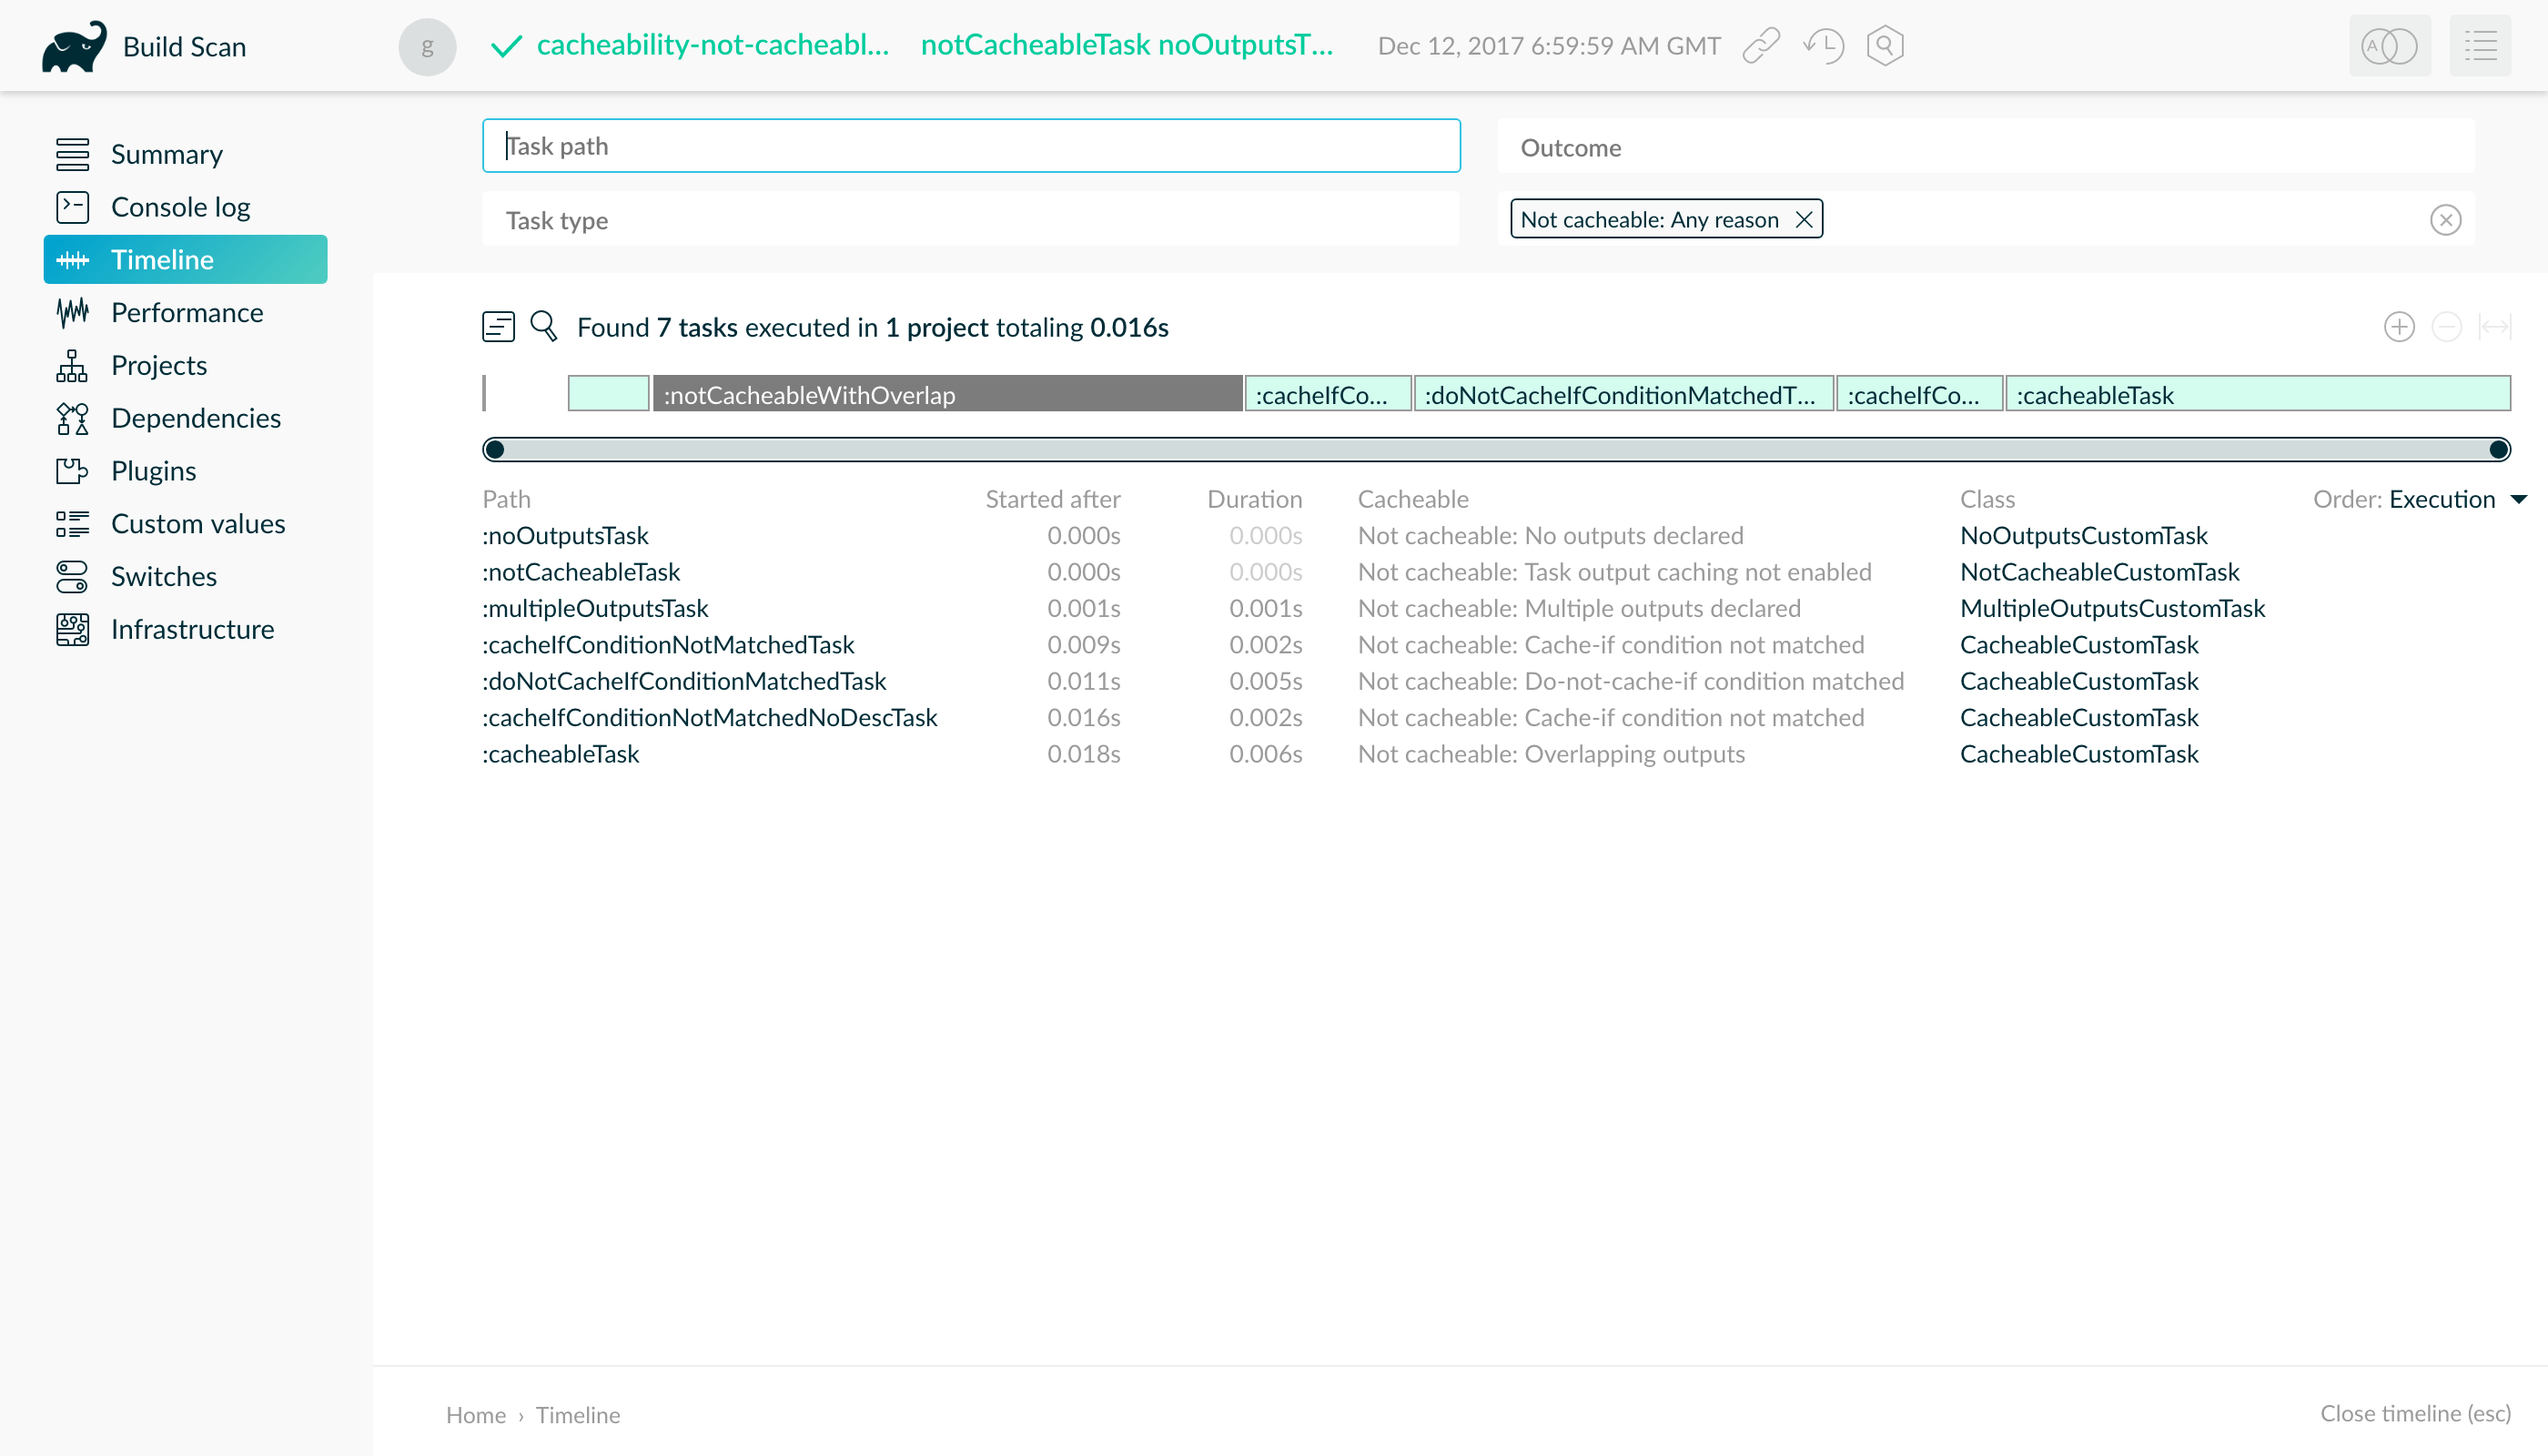 Build Scan
g
cacheability-not-cacheabl... notCacheableTask noOutputsT... Dec 12, 2017 6:59:59 AM GMT
A
Summary
Console log
Timeline
Performance
Projects
Dependencies
Plugins
Custom values
Switches
Infrastructure
Task path
Outcome
Task type
Not cacheable: Any reason
Found 7 tasks executed in 1 project totaling 0.016s
:notCacheableWithOverlap :cacheIfCo... :doNotCacheIfConditionMatchedT... :cacheIfCo... :cacheableTask
Path Started after Duration Cacheable Class Order: Execution
:noOutputsTask 0.000s 0.000s Not cacheable: No outputs declared NoOutputsCustomTask
:notCacheableTask 0.000s 0.000s Not cacheable: Task output caching not enabled NotCacheableCustomTask
:multipleOutputsTask 0.001s 0.001s Not cacheable: Multiple outputs declared MultipleOutputsCustomTask
:cacheIfConditionNotMatchedTask 0.009s 0.002s Not cacheable: Cache-if condition not matched CacheableCustomTask
:doNotCacheIfConditionMatchedTask 0.011s 0.005s Not cacheable: Do-not-cache-if condition matched CacheableCustomTask
:cacheIfConditionNotMatchedNoDescTask 0.016s 0.002s Not cacheable: Cache-if condition not matched CacheableCustomTask
:cacheableTask 0.018s 0.006s Not cacheable: Overlapping outputs CacheableCustomTask
Home › Timeline
Close timeline (esc)